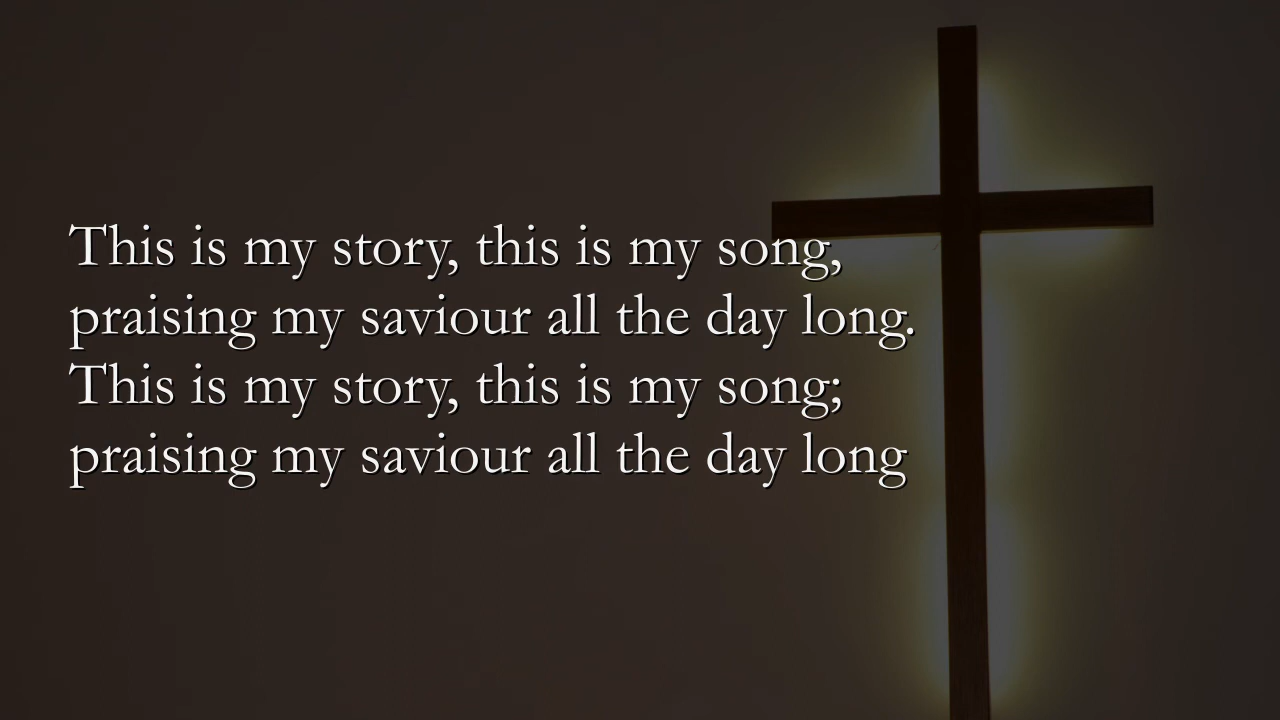 This is my story, this is my song,
praising my saviour all the day long.
This is my story, this is my song;
praising my saviour all the day long